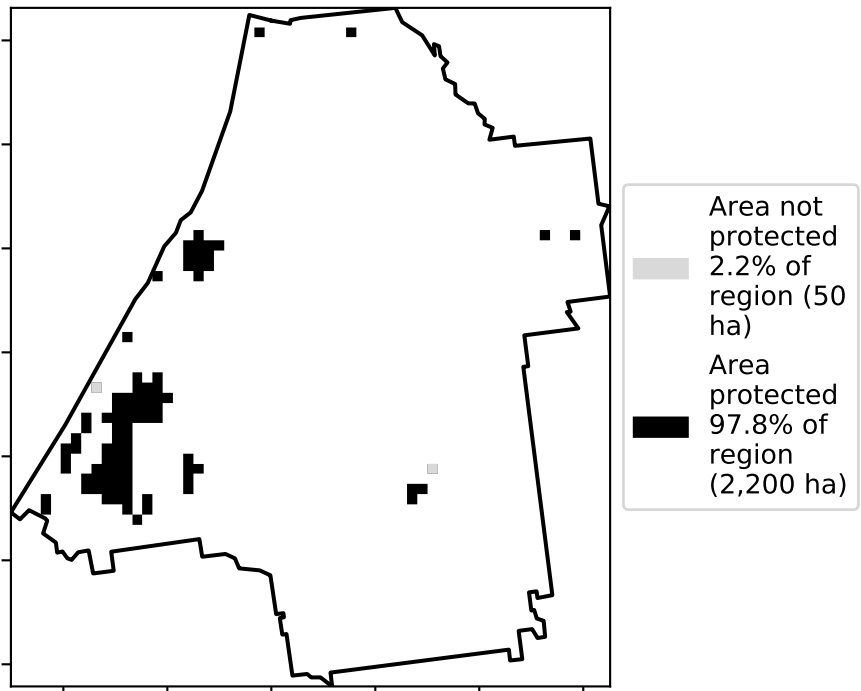 Area not
protected
2.2% of
region (50
ha)
Area
protected
97.8% of
region
(2,200 ha)